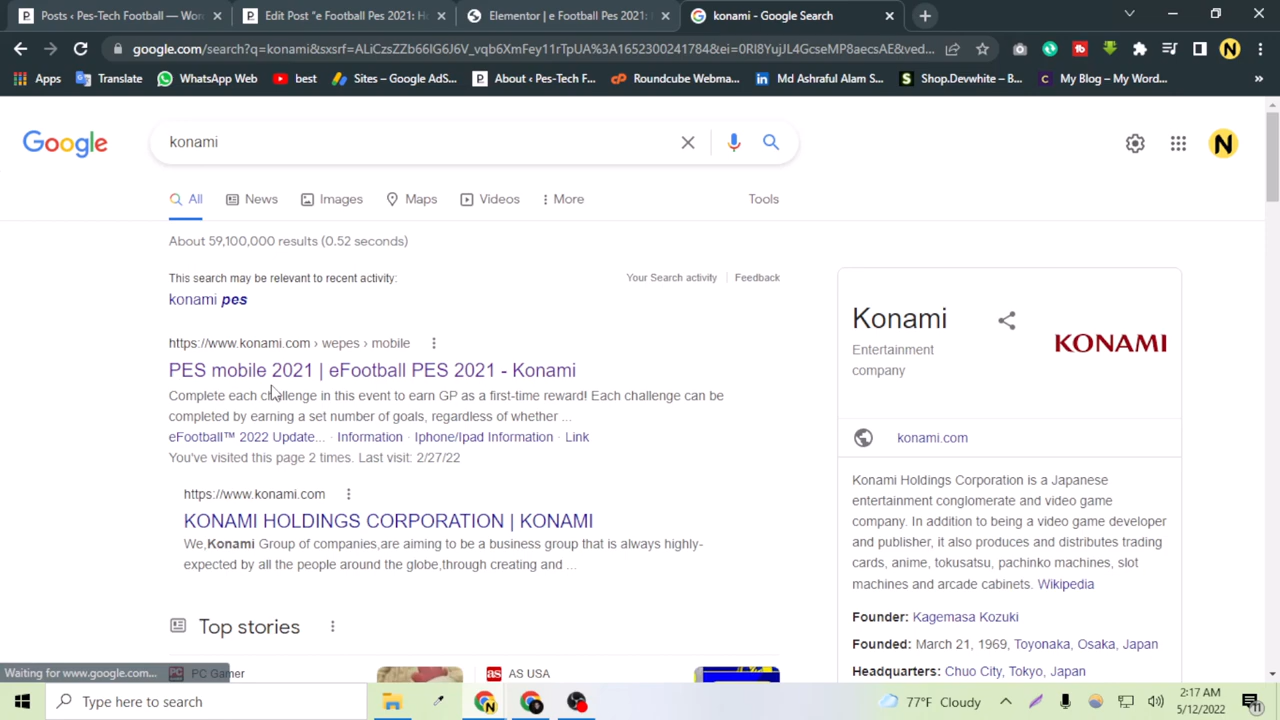 Posts ‹ Pes-Tech Football — Wor
Edit Post "e Football Pes 2021: H
Elementor | e Football Pes 2021:
konami - Google Search
google.com/search?q=konami&sxsrf=ALiCzsZZb66IG6J6V_vqb6XmFey11rTpUA%3A1652300241784&ei=0RI8YujJL4GcseMP8aecsAE&ved...
Apps
Translate
WhatsApp Web
best
Sites – Google AdS...
About ‹ Pes-Tech F...
Roundcube Webma...
Md Ashraful Alam S...
Shop.Devwhite – B...
My Blog – My Word...
»
Google
konami
N
All
News
Images
Maps
Videos
More
Tools
About 59,100,000 results (0.52 seconds)
This search may be relevant to recent activity:
Your Search activity
Feedback
konami pes
https://www.konami.com › wepes › mobile
PES mobile 2021 | eFootball PES 2021 - Konami
Complete each challenge in this event to earn GP as a first-time reward! Each challenge can be
completed by earning a set number of goals, regardless of whether ...
eFootball™ 2022 Update... · Information · Iphone/Ipad Information · Link
You've visited this page 2 times. Last visit: 2/27/22
https://www.konami.com
KONAMI HOLDINGS CORPORATION | KONAMI
We,Konami Group of companies,are aiming to be a business group that is always highly-
expected by all the people around the globe,through creating and ...
Top stories
PC Gamer
AS USA
Konami
Entertainment
company
KONAMI
konami.com
Konami Holdings Corporation is a Japanese
entertainment conglomerate and video game
company. In addition to being a video game developer
and publisher, it also produces and distributes trading
cards, anime, tokusatsu, pachinko machines, slot
machines and arcade cabinets. Wikipedia
Founder: Kagemasa Kozuki
Founded: March 21, 1969, Toyonaka, Osaka, Japan
Headquarters: Chuo City, Tokyo, Japan
Waiting for www.google.com...
Type here to search
77°F Cloudy
2:17 AM
5/12/2022